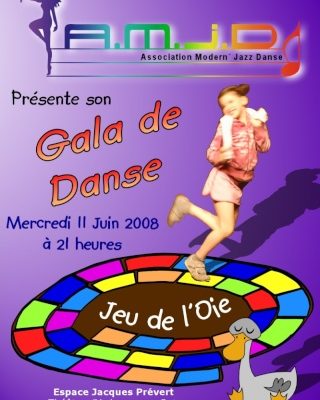 A.M.J.D
Association Modern' Jazz Danse
Présente son
Gala de
Danse
Mercredi 11 Juin 2008
à 21 heures
Jeu de l'Oie
Espace Jacques Prévert